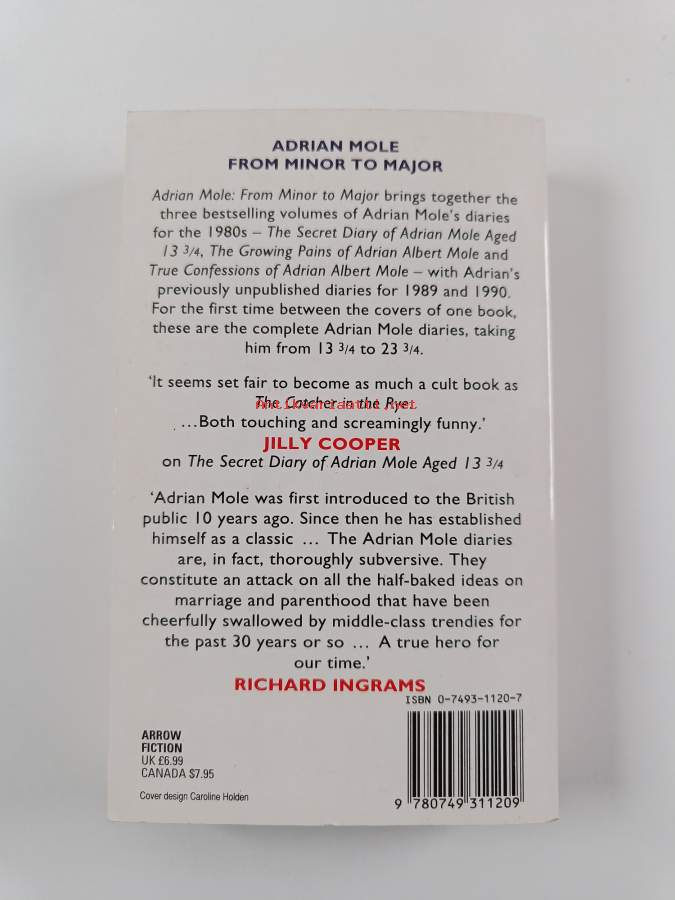 ADRIAN MOLE
FROM MINOR TO MAJOR
Adrian Mole: From Minor to Major brings together the
three bestselling volumes of Adrian Mole's diaries
for the 1980s – The Secret Diary of Adrian Mole Aged
13 3/4, The Growing Pains of Adrian Albert Mole and
True Confessions of Adrian Albert Mole – with Adrian's
previously unpublished diaries for 1989 and 1990.
For the first time between the covers of one book,
these are the complete Adrian Mole diaries, taking
him from 13 3/4 to 23 3/4.
'It seems set fair to become as much a cult book as
The Catcher in the Rye.
...Both touching and screamingly funny.'
JILLY COOPER
on The Secret Diary of Adrian Mole Aged 13 3/4
'Adrian Mole was first introduced to the British
public 10 years ago. Since then he has established
himself as a classic ... The Adrian Mole diaries
are, in fact, thoroughly subversive. They
constitute an attack on all the half-baked ideas on
marriage and parenthood that have been
cheerfully swallowed by middle-class trendies for
the past 30 years or so ... A true hero for
our time.'
RICHARD INGRAMS
ISBN 0-7493-1120-7
ARROW
FICTION
UK £6.99
CANADA $7.95
Cover design Caroline Holden
9 780749 311209